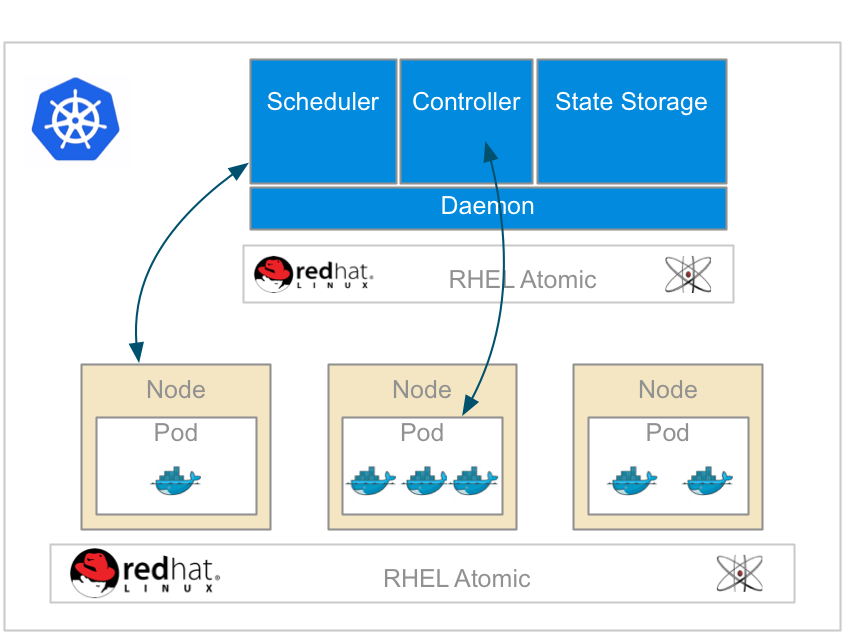 Scheduler
Controller
State Storage
Daemon
redhat.
LINUX
RHEL Atomic
Node
Pod
Node
Pod
Node
Pod
redhat.
LINUX
RHEL Atomic